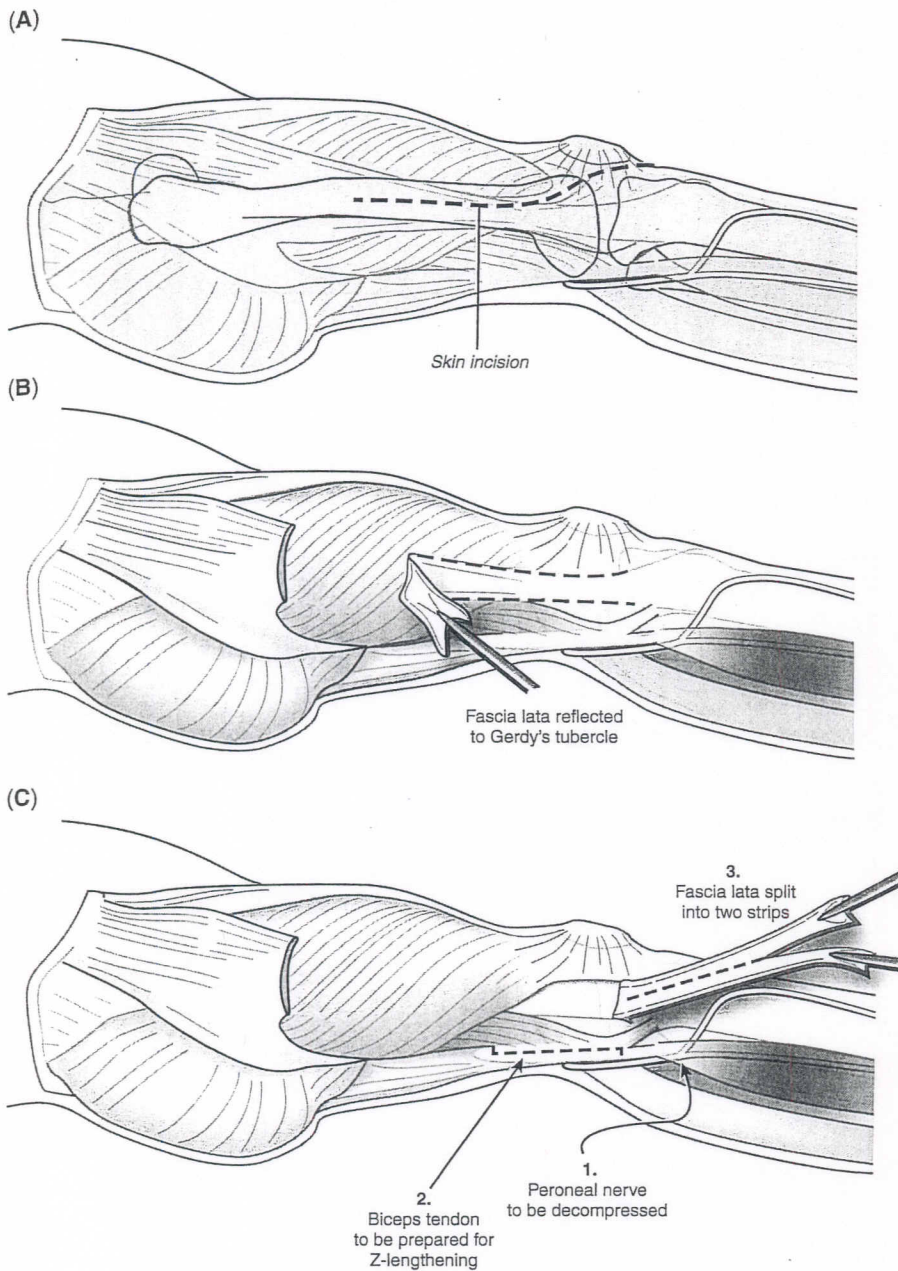 (A)
Skin incision
(B)
Fascia lata reflected
to Gerdy's tubercle
(C)
3.
Fascia lata split
into two strips
1.
Peroneal nerve
to be decompressed
2.
Biceps tendon
to be prepared for
Z-lengthening